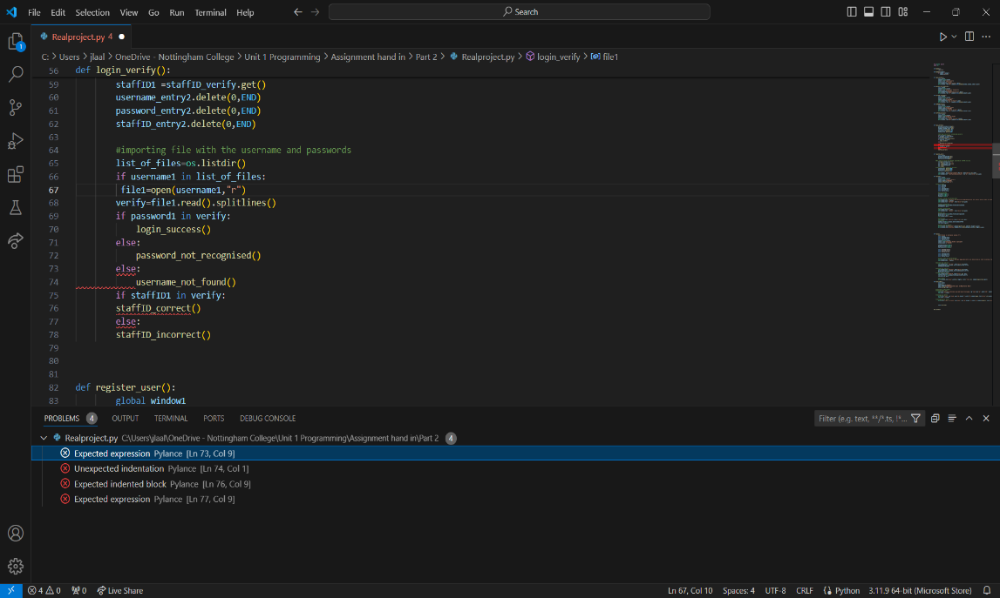 File Edit Selection View Go Run Terminal Help Search
Realproject.py 4
C: > Users > jlaal > OneDrive - Nottingham College > Unit 1 Programming > Assignment hand in > Part 2 > Realproject.py > login_verify > file1
56 def login_verify():
59 staffID1 =staffID_verify.get()
60 username_entry2.delete(0,END)
61 password_entry2.delete(0,END)
62 staffID_entry2.delete(0,END)
63
64 #importing file with the username and passwords
65 list_of_files=os.listdir()
66 if username1 in list_of_files:
67 file1=open(username1,"r")
68 verify=file1.read().splitlines()
69 if password1 in verify:
70 login_success()
71 else:
72 password_not_recognised()
73 else:
74 username_not_found()
75 if staffID1 in verify:
76 staffID_correct()
77 else:
78 staffID_incorrect()
79
80
81
82 def register_user():
83 global window1
PROBLEMS 4 OUTPUT TERMINAL PORTS DEBUG CONSOLE Filter (e.g. text, **/*.ts, !*...
Realproject.py C:\Users\jlaal\OneDrive - Nottingham College\Unit 1 Programming\Assignment hand in\Part 2 4
Expected expression Pylance [Ln 73, Col 9]
Unexpected indentation Pylance [Ln 74, Col 1]
Expected indented block Pylance [Ln 76, Col 9]
Expected expression Pylance [Ln 77, Col 9]
4 0 0 Live Share Ln 67, Col 10 Spaces: 4 UTF-8 CRLF Python 3.11.9 64-bit (Microsoft Store)